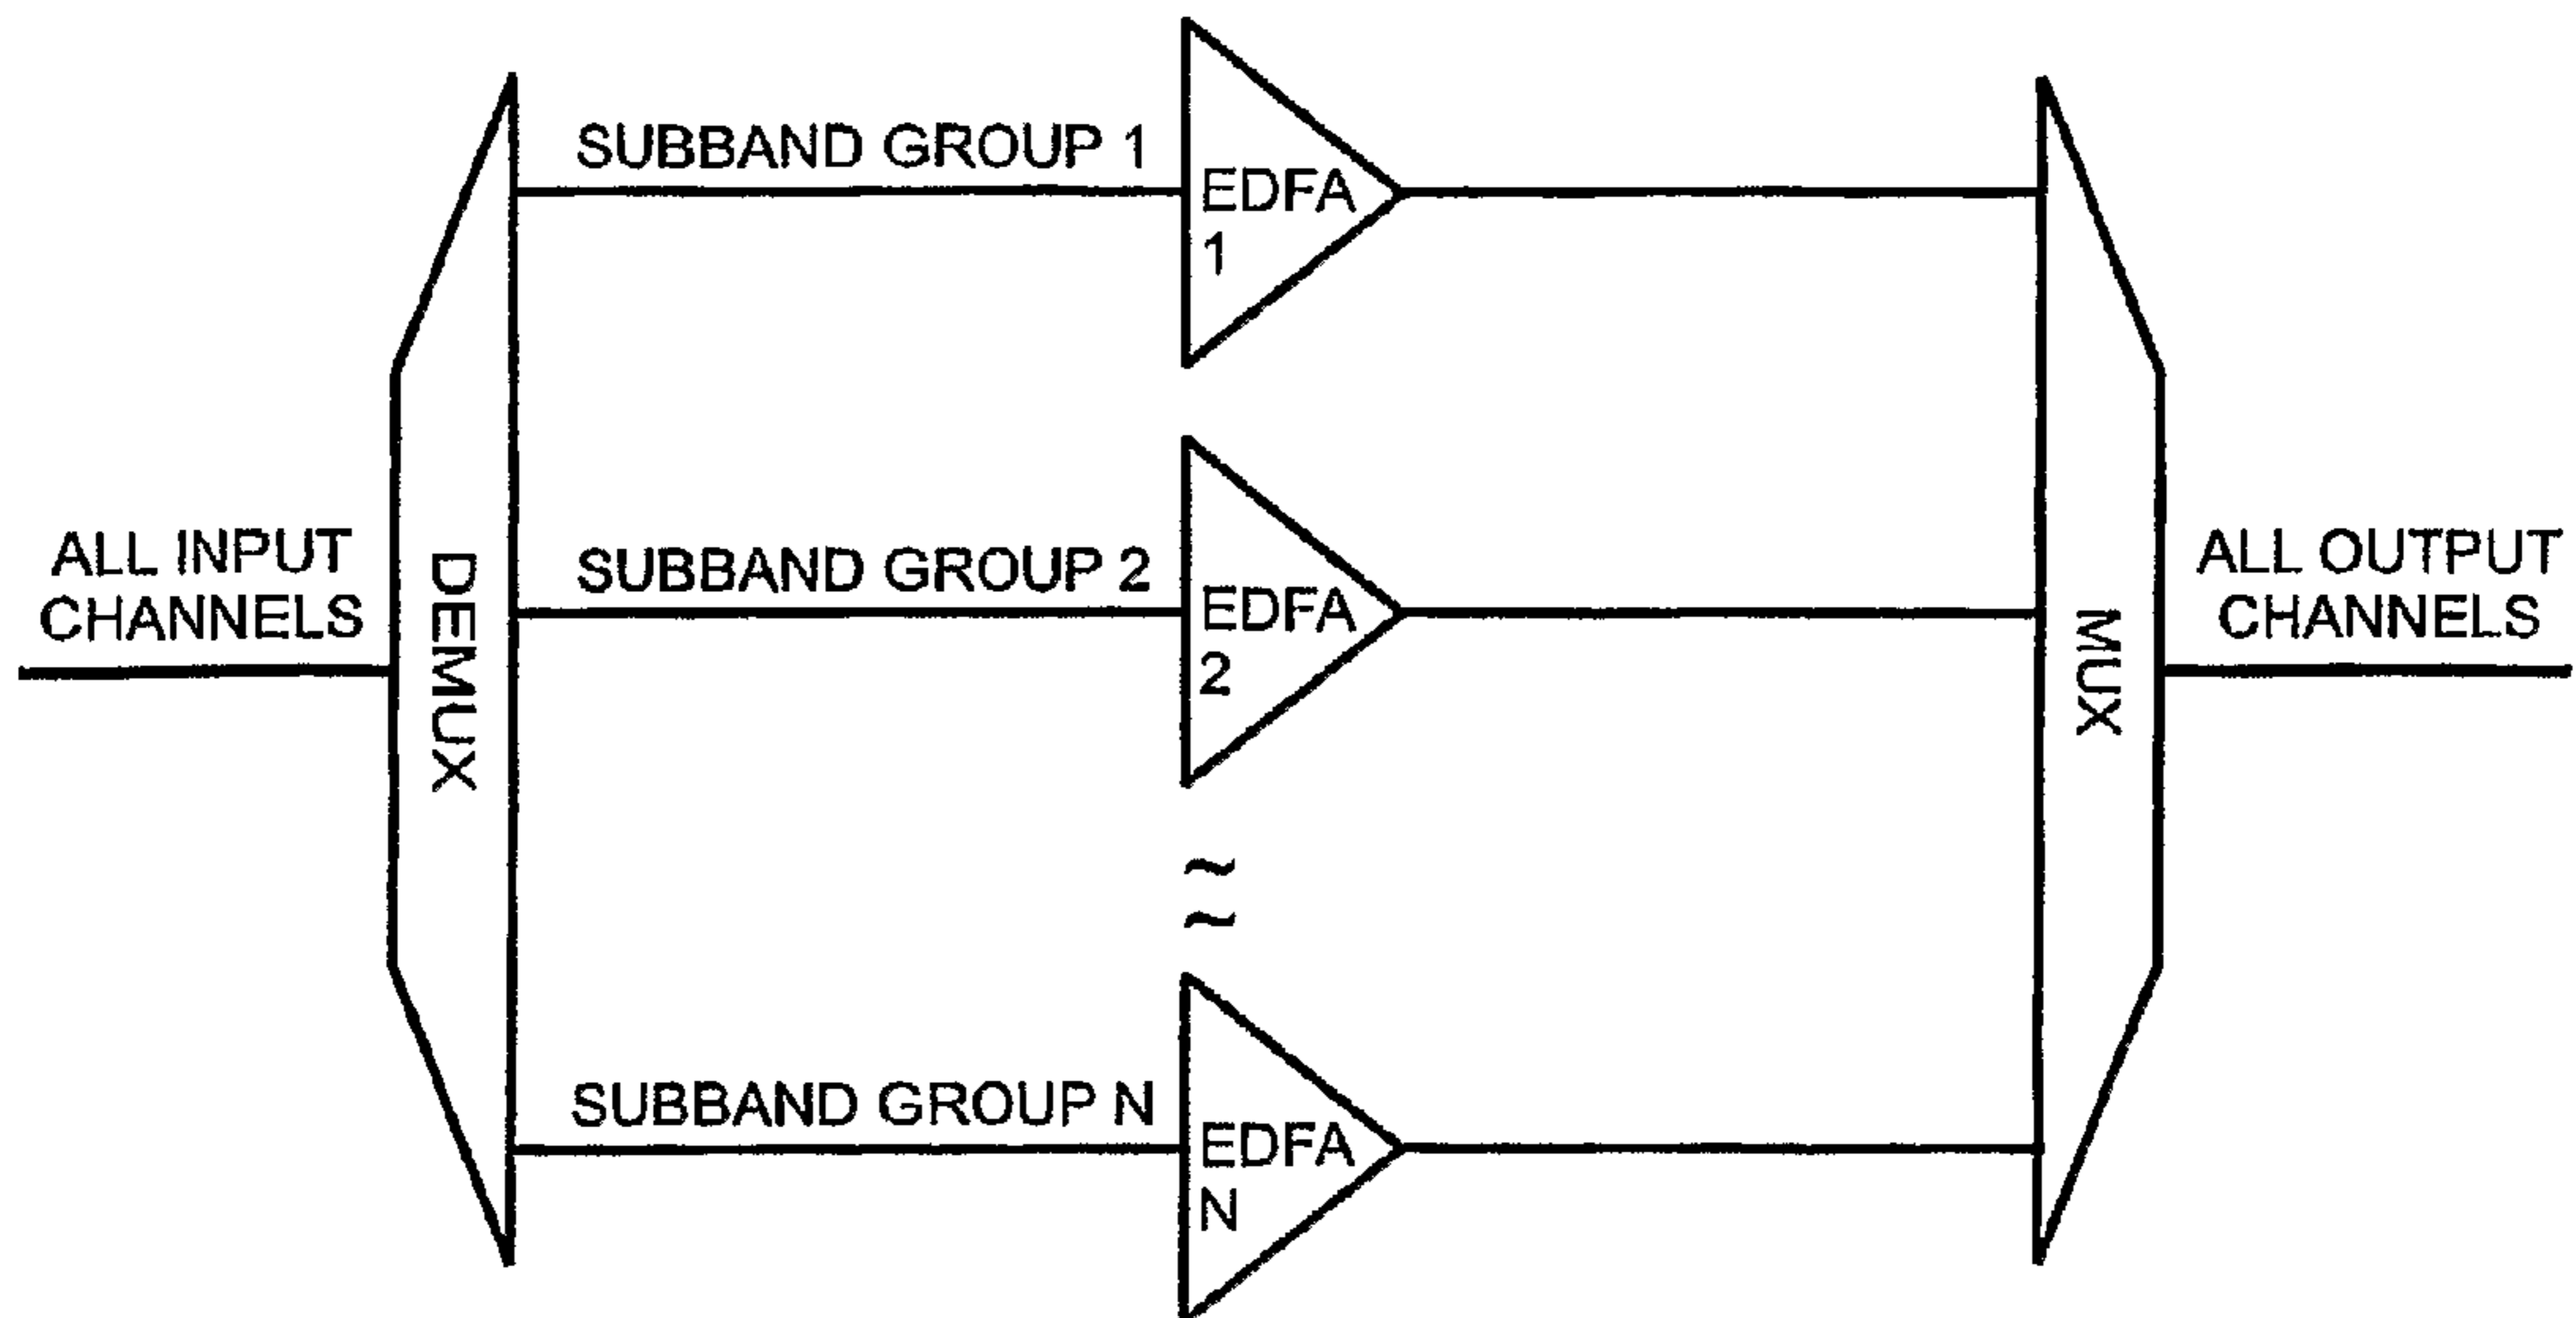 SUBBAND GROUP 1
EDFA
1
ALL INPUT
CHANNELS
DEMUX
SUBBAND GROUP 2
EDFA
2
MUX
ALL OUTPUT
CHANNELS
SUBBAND GROUP N
EDFA
N